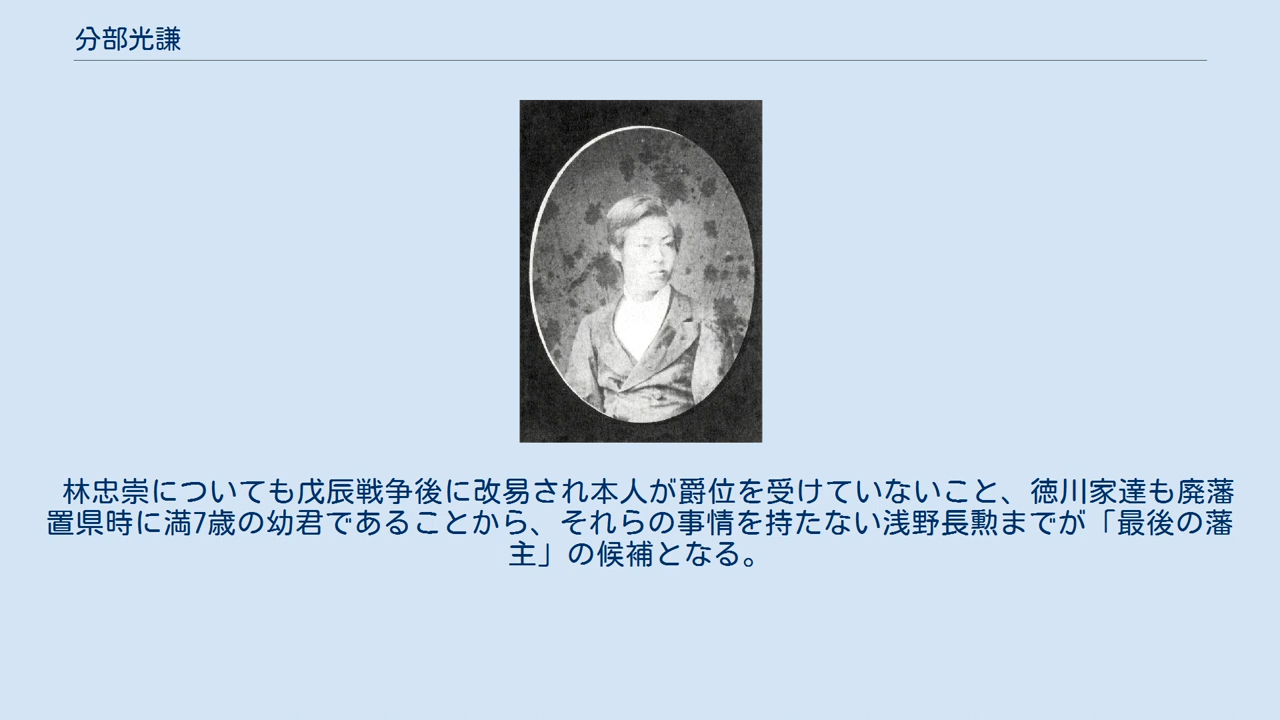 分部光謙
林忠崇についても戊辰戦争後に改易され本人が爵位を受けていないこと、徳川家達も廃藩
置県時に満7歳の幼君であることから、それらの事情を持たない浅野長勲までが「最後の藩
主」の候補となる。